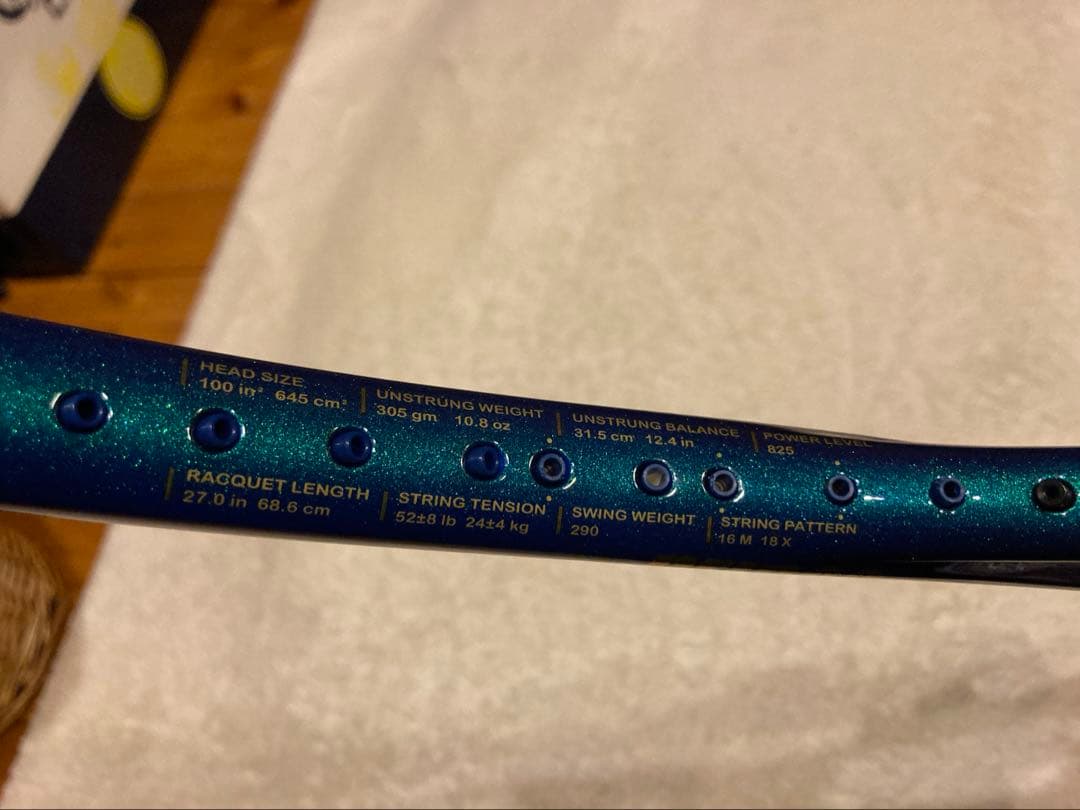 HEAD SIZE
100 in² 645 cm²
UNSTRUNG WEIGHT
305 gm 10.8 oz
UNSTRUNG BALANCE
31.5 cm 12.4 in
POWER LEVEL
825
RACQUET LENGTH
27.0 in 68.6 cm
STRING TENSION
52±8 lb 24±4 kg
SWING WEIGHT
290
STRING PATTERN
16 M 18 X